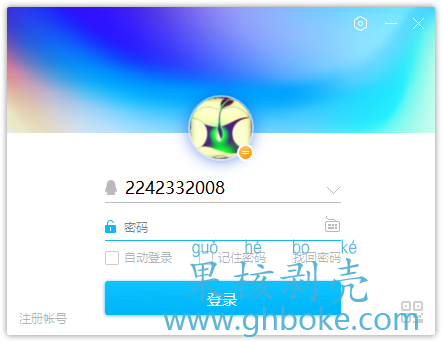 2242332008
密码
guǒ hé bo ké
自动登录 记住密码 找回密码
果核剥壳
登录
注册帐号
www.ghboke.com